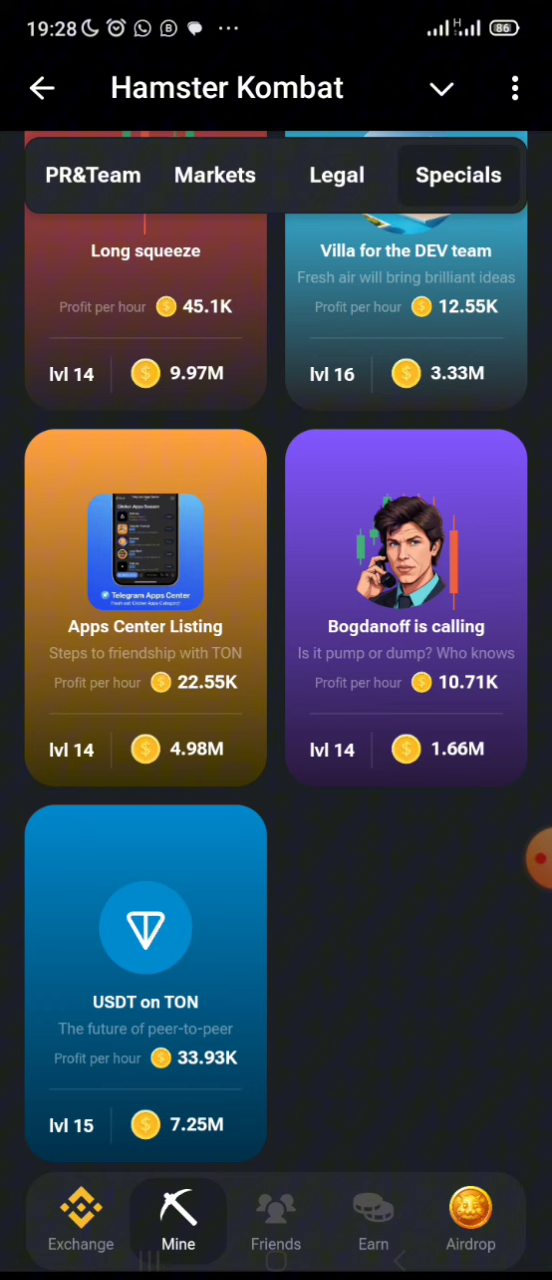 19:28
H
86
Hamster Kombat
PR&Team Markets Legal Specials
Long squeeze
Profit per hour 45.1K
lvl 14 9.97M
Villa for the DEV team
Fresh air will bring brilliant ideas
Profit per hour 12.55K
lvl 16 3.33M
Telegram Apps Center
Apps Center Listing
Steps to friendship with TON
Profit per hour 22.55K
lvl 14 4.98M
Bogdanoff is calling
Is it pump or dump? Who knows
Profit per hour 10.71K
lvl 14 1.66M
USDT on TON
The future of peer-to-peer
Profit per hour 33.93K
lvl 15 7.25M
Exchange Mine Friends Earn Airdrop